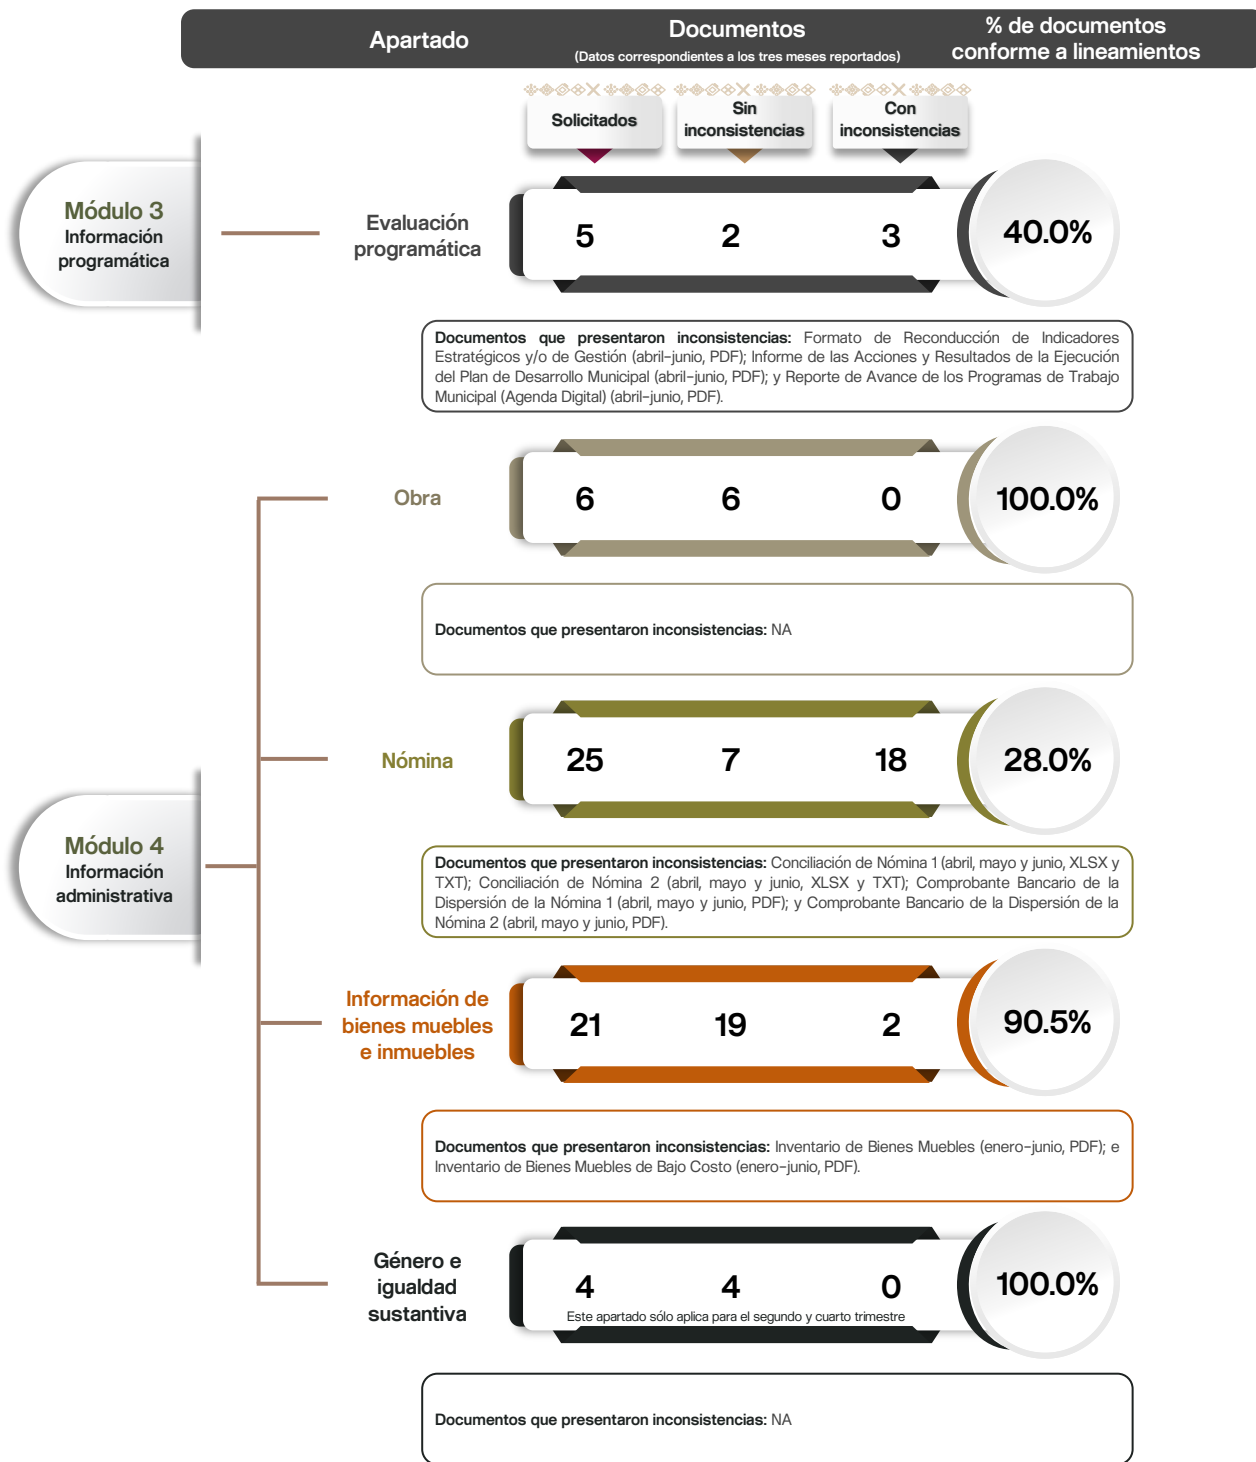 Apartado
Documentos
(Datos correspondientes a los tres meses reportados)
% de documentos
conforme a lineamientos
Solicitados
Sin
inconsistencias
Con
inconsistencias
Módulo 3
Información
programática
Evaluación
programática
5 2 3 40.0%
Documentos que presentaron inconsistencias: Formato de Reconducción de Indicadores
Estratégicos y/o de Gestión (abril-junio, PDF); Informe de las Acciones y Resultados de la Ejecución
del Plan de Desarrollo Municipal (abril-junio, PDF); y Reporte de Avance de los Programas de Trabajo
Municipal (Agenda Digital) (abril-junio, PDF).
Obra
6 6 0 100.0%
Documentos que presentaron inconsistencias: NA
Nómina
25 7 18 28.0%
Módulo 4
Información
administrativa
Documentos que presentaron inconsistencias: Conciliación de Nómina 1 (abril, mayo y junio, XLSX y
TXT); Conciliación de Nómina 2 (abril, mayo y junio, XLSX y TXT); Comprobante Bancario de la
Dispersión de la Nómina 1 (abril, mayo y junio, PDF); y Comprobante Bancario de la Dispersión de la
Nómina 2 (abril, mayo y junio, PDF).
Información de
bienes muebles
e inmuebles
21 19 2 90.5%
Documentos que presentaron inconsistencias: Inventario de Bienes Muebles (enero-junio, PDF); e
Inventario de Bienes Muebles de Bajo Costo (enero-junio, PDF).
Género e
igualdad
sustantiva
4 4 0 100.0%
Este apartado sólo aplica para el segundo y cuarto trimestre
Documentos que presentaron inconsistencias: NA